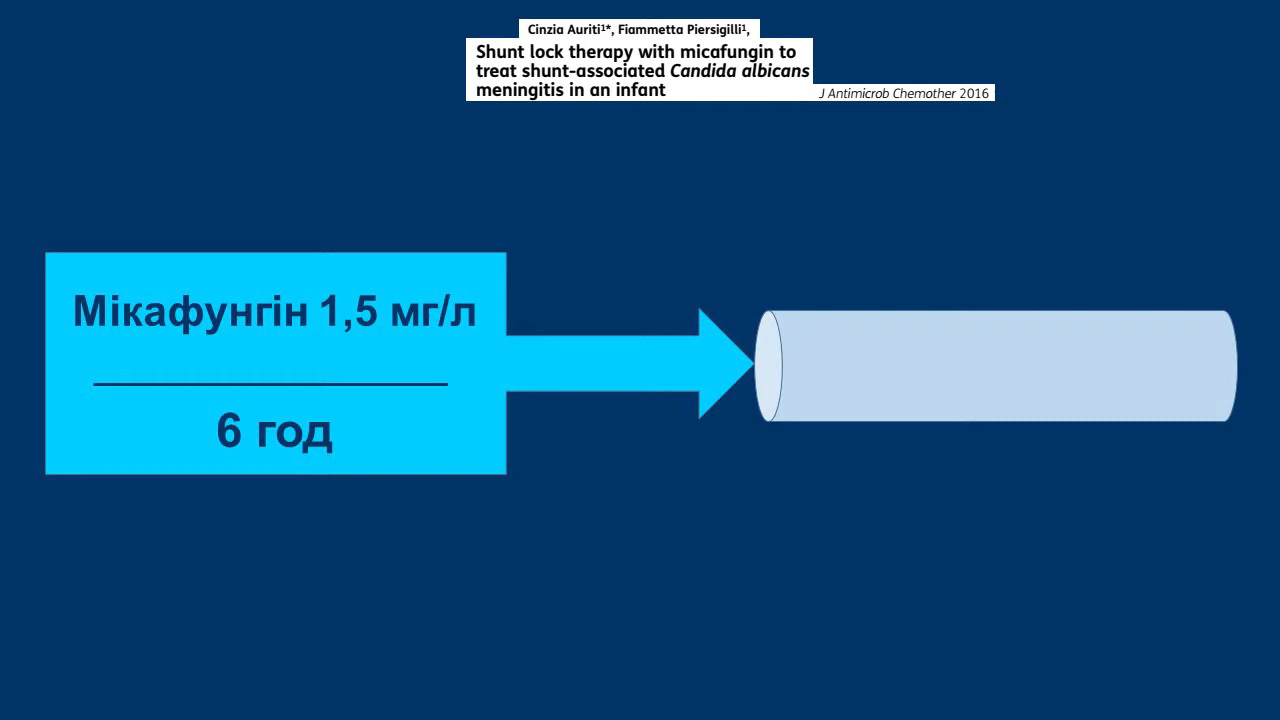 Cinzia Auriti¹*, Fiammetta Piersigilli¹,
Shunt lock therapy with micafungin to
treat shunt-associated Candida albicans
meningitis in an infant
J Antimicrob Chemother 2016
Мікафунгін 1,5 мг/л
6 год